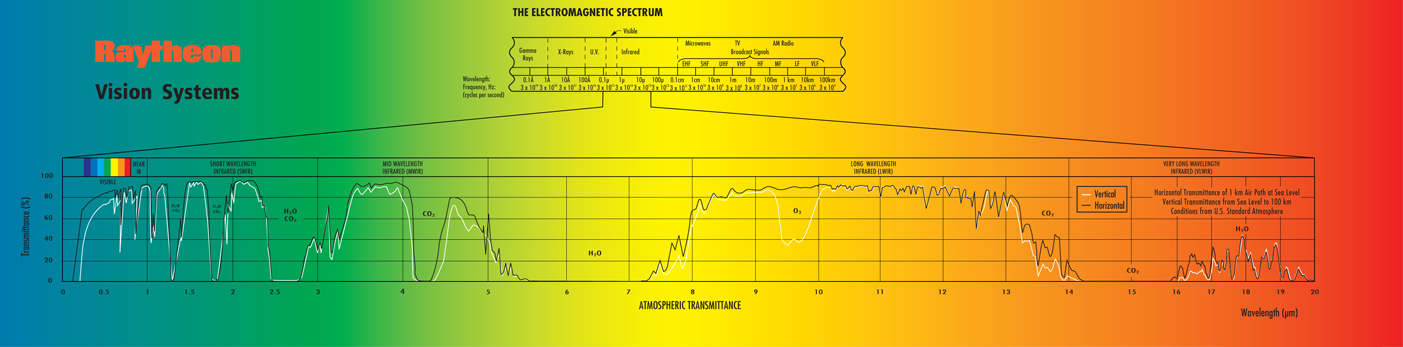 THE ELECTROMAGNETIC SPECTRUM
Raytheon
Vision Systems
Visible
Gamma Rays
X-Rays
U.V.
Infrared
Microwaves
TV
AM Radio
Broadcast Signals
EHF SHF UHF VHF HF MF LF VLF
Wavelength: 0.1Å 1Å 10Å 100Å 0.1μ 1μ 10μ 100μ 0.1cm 1cm 10cm 1m 10m 100m 1km 10km 100km
Frequency, Hz:
(cycles per second)
NEAR IR
SHORT WAVELENGTH INFRARED (SWIR)
MID WAVELENGTH INFRARED (MWIR)
LONG WAVELENGTH INFRARED (LWIR)
VERY LONG WAVELENGTH INFRARED (VLWIR)
VISIBLE
Transmittance (%)
100
80
60
40
20
0
H₂O CO₂
H₂O CO₂
H₂O CO₂
CO₂
H₂O
O₃
CO₂
CO₂
H₂O
Vertical
Horizontal
Horizontal Transmittance of 1 km Air Path at Sea Level
Vertical Transmittance from Sea Level to 100 km
Conditions from U.S. Standard Atmosphere
0 0.5 1 1.5 2 2.5 3 4 5 6 7 8 9 10 11 12 13 14 15 16 17 18 19 20
ATMOSPHERIC TRANSMITTANCE
Wavelength (μm)